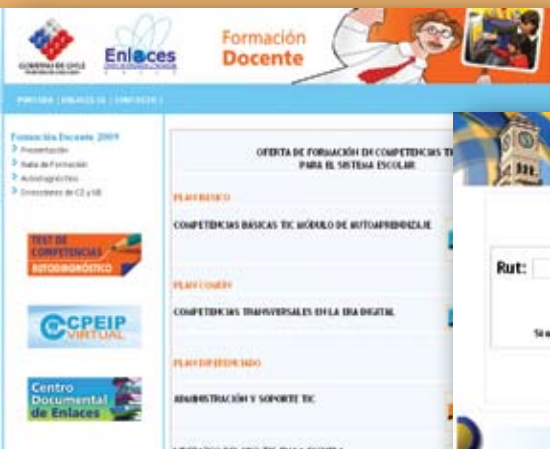 GOBIERNO DE CHILE
Enlaces
Formación
Docente
PORTADA | ENLACES.CL | CONTACTO |
Formación Docente 2009
Presentación
Malla de Formación
Autodiagnóstico
Direcciones de CZ y UE
TEST DE
COMPETENCIAS
AUTODIAGNÓSTICO
CPEIP
VIRTUAL
Centro
Documental
de Enlaces
OFERTA DE FORMACIÓN EN COMPETENCIAS
PARA EL SISTEMA ESCOLAR
PLAN BÁSICO
COMPETENCIAS BÁSICAS TIC MÓDULO DE AUTOAPRENDIZAJE
PLAN COMÚN
COMPETENCIAS TRANSVERSALES EN LA ERA DIGITAL
PLAN DIFERENCIADO
ADMINISTRACIÓN Y SOPORTE TIC
Rut: